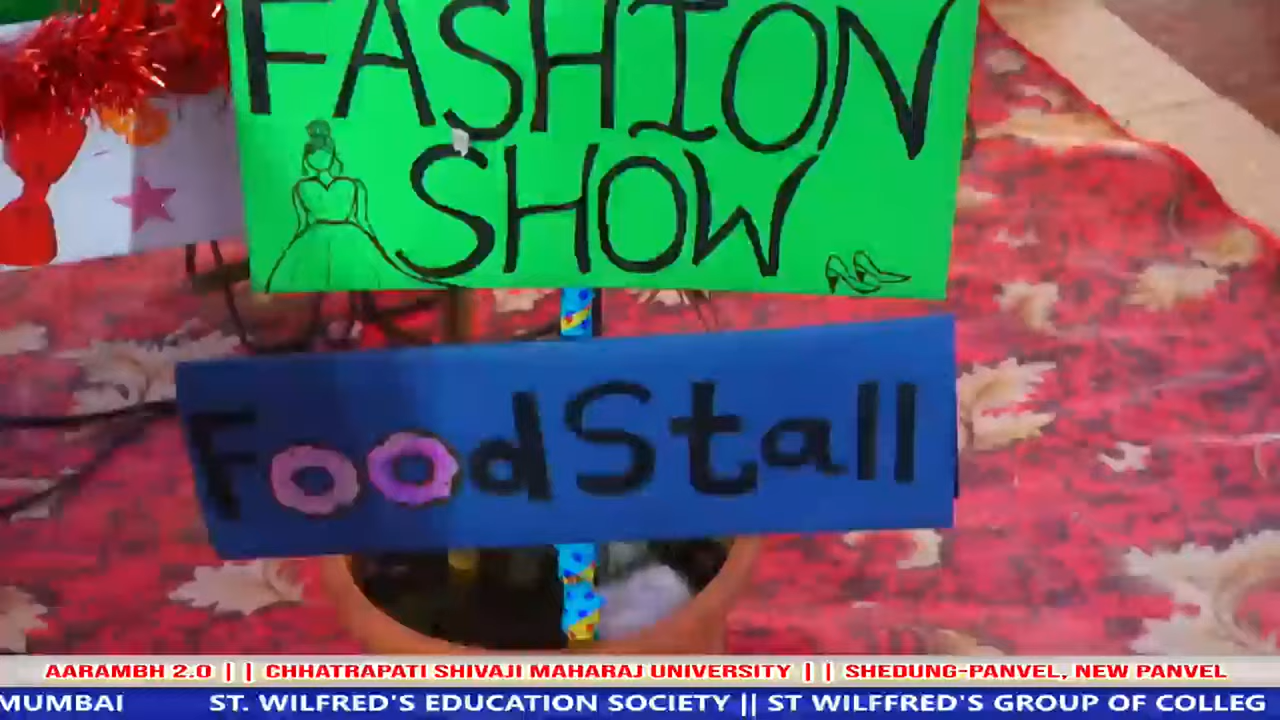 FASHION
SHOW
FoodStall
AARAMBH 2.0 || CHHATRAPATI SHIVAJI MAHARAJ UNIVERSITY || SHEDUNG-PANVEL, NEW PANVEL
MUMBAI ST. WILFRED'S EDUCATION SOCIETY || ST WILFFRED'S GROUP OF COLLEG